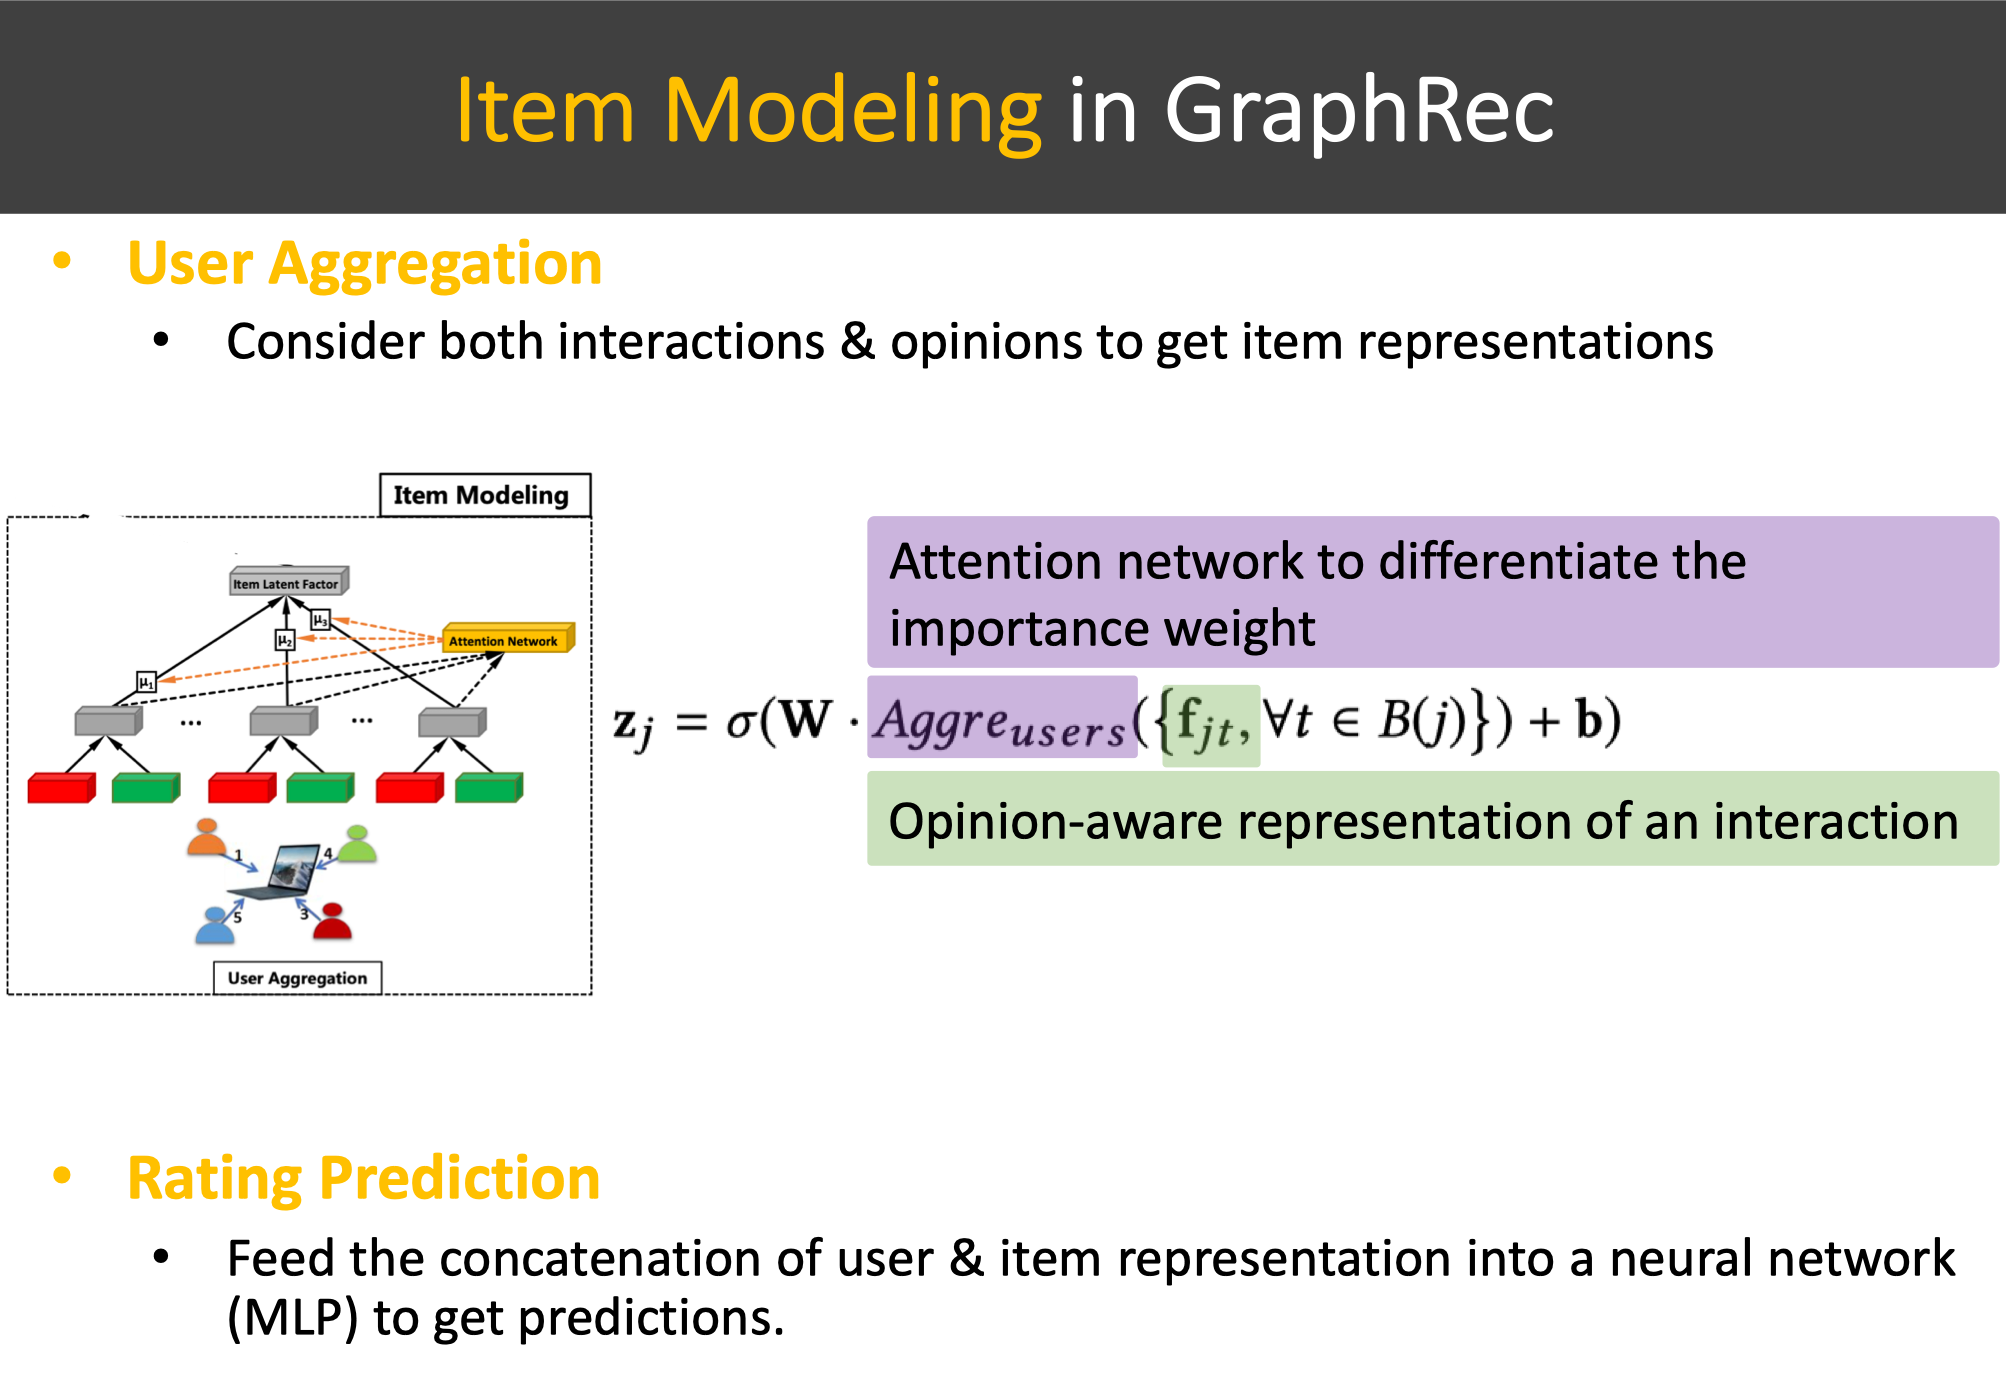 Item Modeling in GraphRec
• User Aggregation
• Consider both interactions & opinions to get item representations
Item Modeling
Item Latent Factor
μ3
μ2
Attention Network
μ1
... ...
1 4
5 3
User Aggregation
Attention network to differentiate the
importance weight
z_j = σ(W · Aggre_users({f_jt, ∀t ∈ B(j)}) + b)
Opinion-aware representation of an interaction
• Rating Prediction
• Feed the concatenation of user & item representation into a neural network
(MLP) to get predictions.